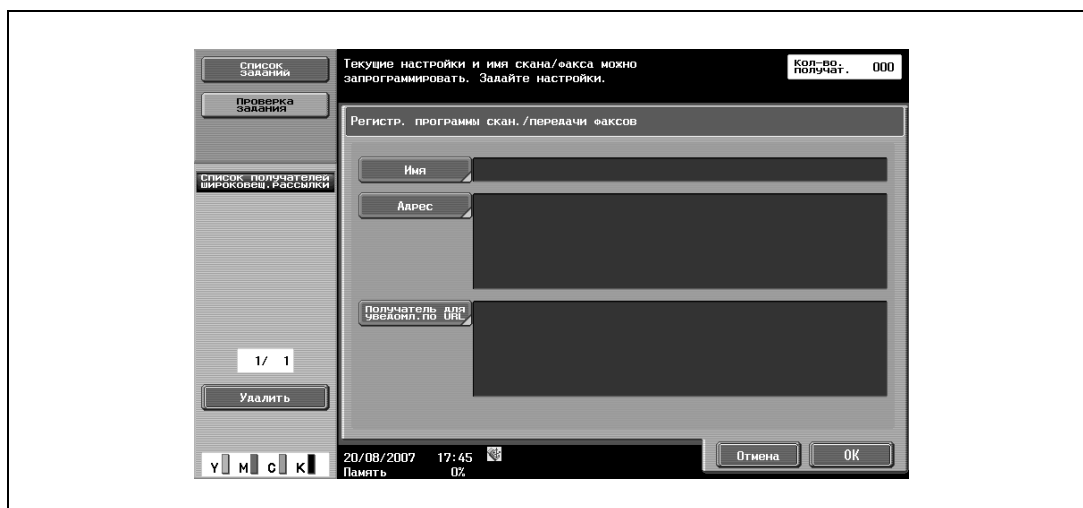 Список
заданий
Проверка
задания
Список получателей
широковещ.рассылки
1/ 1
Удалить
Y M C K
Текущие настройки и имя скана/факса можно
запрограммировать. Задайте настройки.
Кол-во.
получат. 000
Регистр. программы скан./передачи факсов
Имя
Адрес
Получатель для
уведомл.по URL
20/08/2007 17:45
Память 0%
Отмена
OK